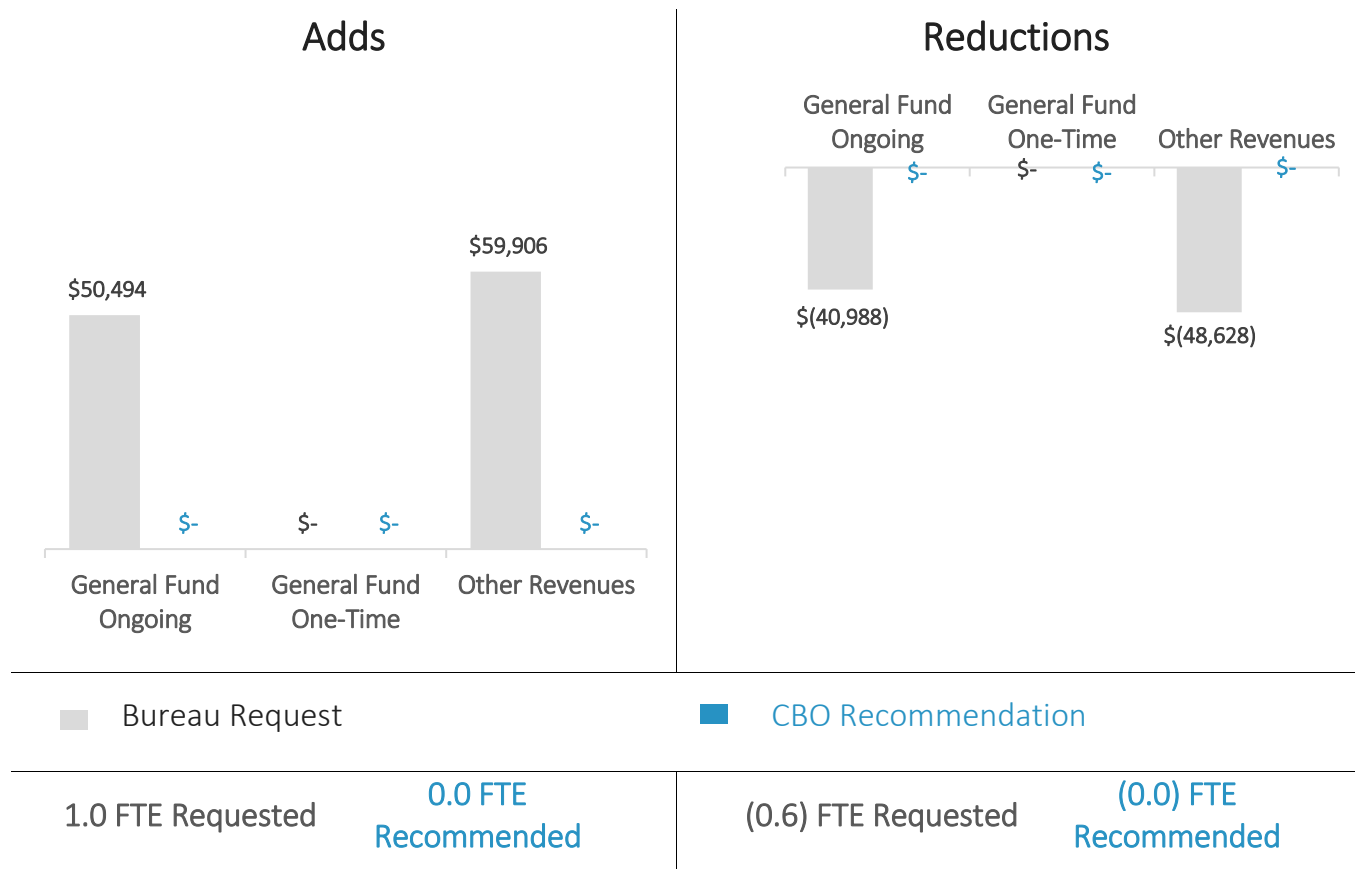 Adds
$59,906
$50,494
$-
$-
$-
$-
General Fund
Ongoing
General Fund
One-Time
Other Revenues
Reductions
General Fund
Ongoing
General Fund
One-Time
Other Revenues
$-
$-
$-
$-
$(40,988)
$(48,628)
Bureau Request
CBO Recommendation
1.0 FTE Requested
0.0 FTE
Recommended
(0.6) FTE Requested
(0.0) FTE
Recommended